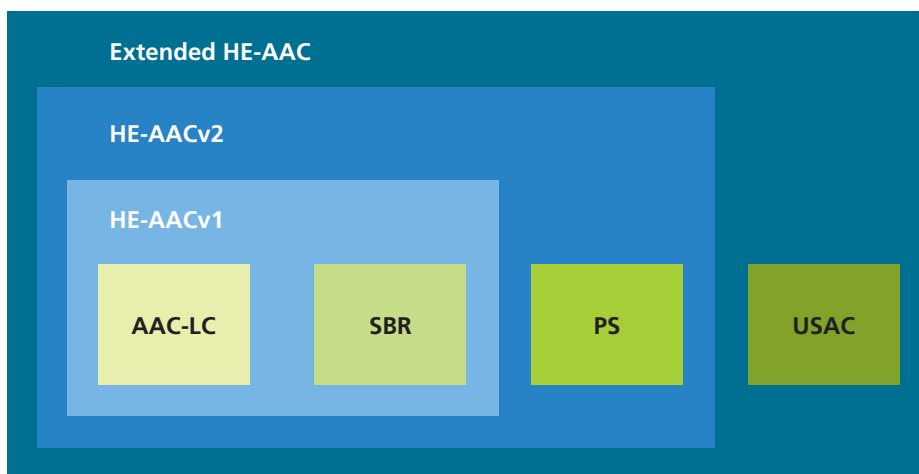 Extended HE-AAC
HE-AACv2
HE-AACv1
AAC-LC
SBR
PS
USAC